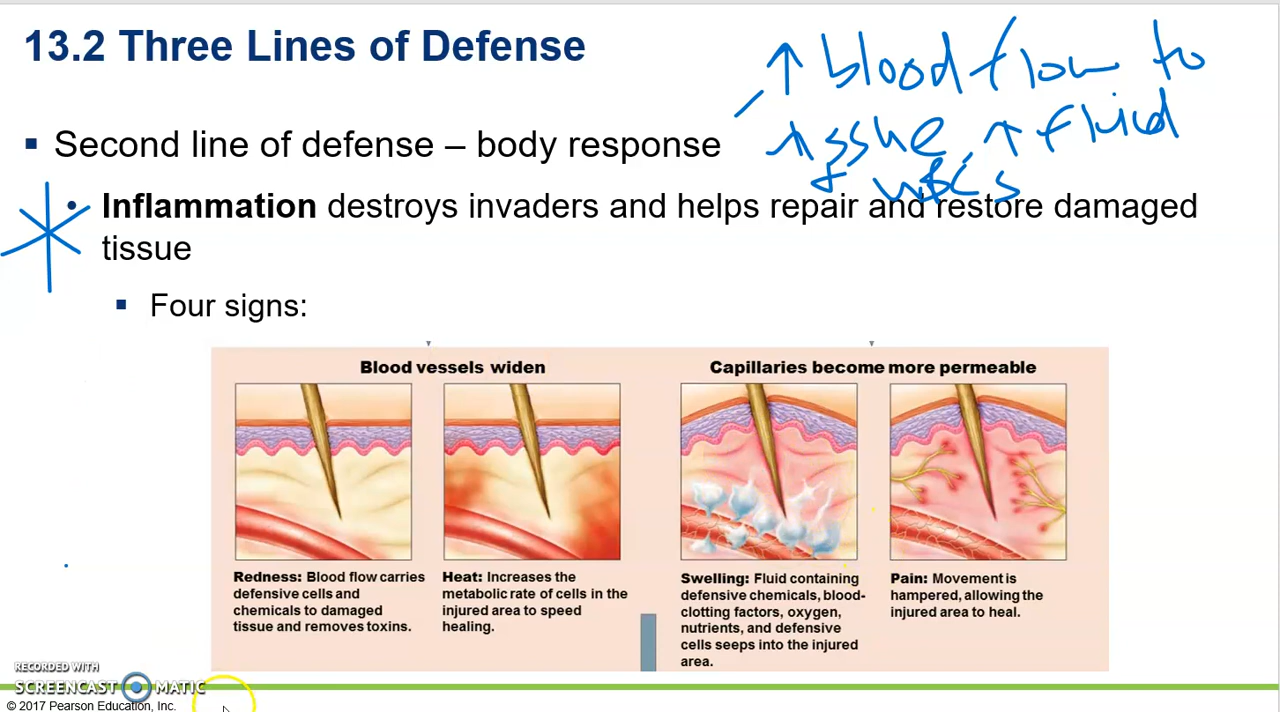 13.2 Three Lines of Defense
↑ blood flow to
tissue, ↑ fluid
& WBCs
▪ Second line of defense – body response
• Inflammation destroys invaders and helps repair and restore damaged
tissue
▪ Four signs:
Blood vessels widen
Capillaries become more permeable
Redness: Blood flow carries
defensive cells and
chemicals to damaged
tissue and removes toxins.
Heat: Increases the
metabolic rate of cells in the
injured area to speed
healing.
Swelling: Fluid containing
defensive chemicals, blood-
clotting factors, oxygen,
nutrients, and defensive
cells seeps into the injured
area.
Pain: Movement is
hampered, allowing the
injured area to heal.
RECORDED WITH
SCREENCAST MATIC
© 2017 Pearson Education, Inc.